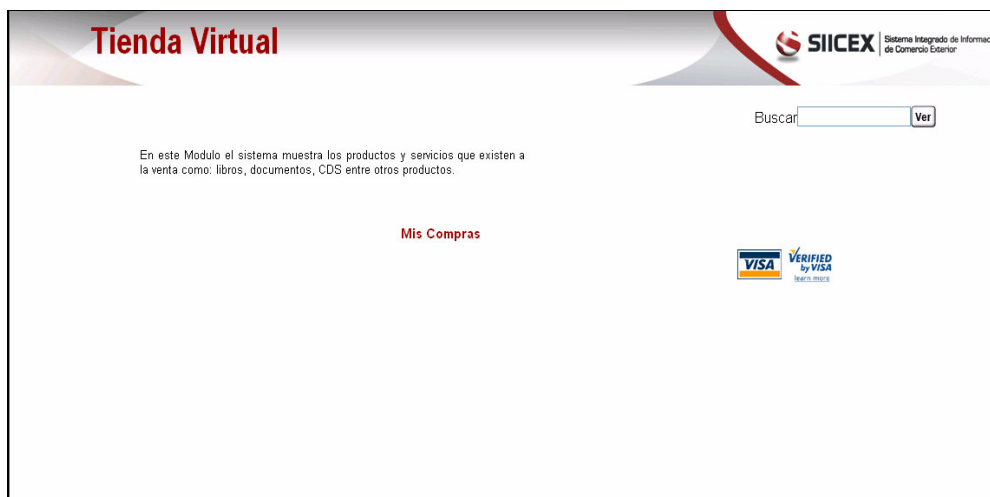 Tienda Virtual
SIICEX
Sistema Integrado de
de Comercio Exterior
Buscar
Ver
En este Modulo el sistema muestra los productos y servicios que existen a
la venta como: libros, documentos, CDS entre otros productos.
Mis Compras
VISA
VERIFIED
by VISA
learn more